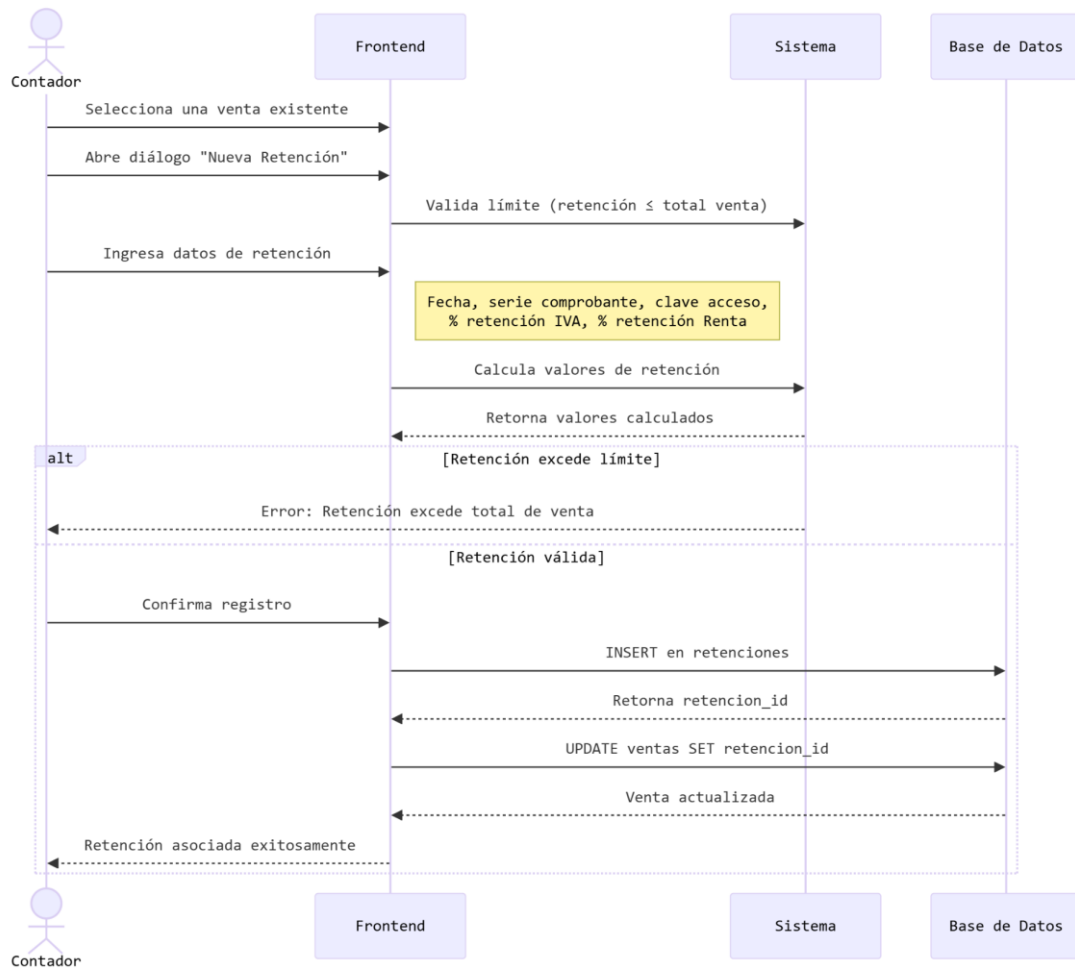 Frontend
Sistema
Base de Datos
Contador
Selecciona una venta existente
Abre diálogo "Nueva Retención"
Valida límite (retención ≤ total venta)
Ingresa datos de retención
Fecha, serie comprobante, clave acceso,
% retención IVA, % retención Renta
Calcula valores de retención
Retorna valores calculados
alt
[Retención excede límite]
Error: Retención excede total de venta
[Retención válida]
Confirma registro
INSERT en retenciones
Retorna retencion_id
UPDATE ventas SET retencion_id
Venta actualizada
Retención asociada exitosamente
Frontend
Sistema
Base de Datos
Contador